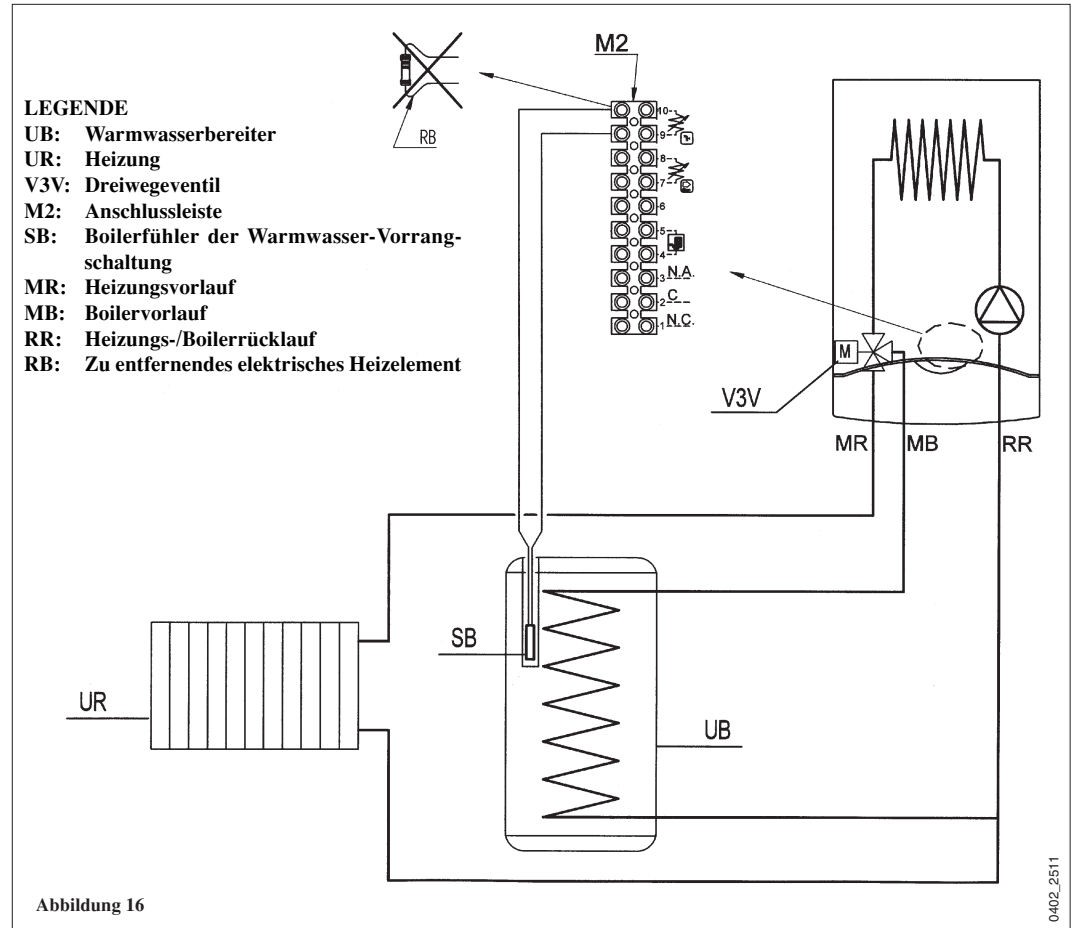 M2
RB
LEGENDE
UB: Warmwasserbereiter
UR: Heizung
V3V: Dreiwegeventil
M2: Anschlussleiste
SB: Boilerfühler der Warmwasser-Vorrang-
schaltung
MR: Heizungsvorlauf
MB: Boilervorlauf
RR: Heizungs-/Boilerrücklauf
RB: Zu entfernendes elektrisches Heizelement
10
9
8
7
6
5
4
3 N.A.
2 C
1 N.C.
M
V3V
MR MB RR
SB
UR
UB
Abbildung 16
0402_2511